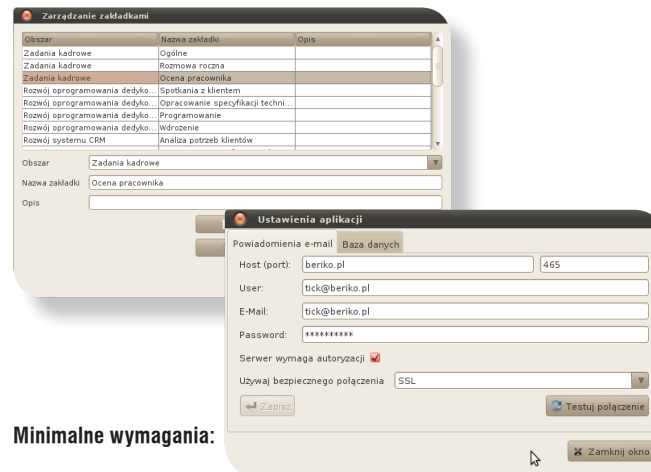 Zarządzanie zakładkami
Obszar Nazwa zakładki Opis
Zadania kadrowe Ogólne
Zadania kadrowe Rozmowa roczna
Zadania kadrowe Ocena pracownika
Rozwój oprogramowania dedyko... Spotkania z klientem
Rozwój oprogramowania dedyko... Opracowanie specyfikacji techni...
Rozwój oprogramowania dedyko... Programowanie
Rozwój oprogramowania dedyko... Wdrożenie
Rozwój systemu CRM Analiza potrzeb klientów
Obszar Zadania kadrowe
Nazwa zakładki Ocena pracownika
Opis
Ustawienia aplikacji
Powiadomienia e-mail Baza danych
Host (port): beriko.pl 465
User: tick@beriko.pl
E-Mail: tick@beriko.pl
Password: **********
Serwer wymaga autoryzacji
Używaj bezpiecznego połączenia SSL
Zapisz Testuj połączenie
Zamknij okno
Minimalne wymagania: